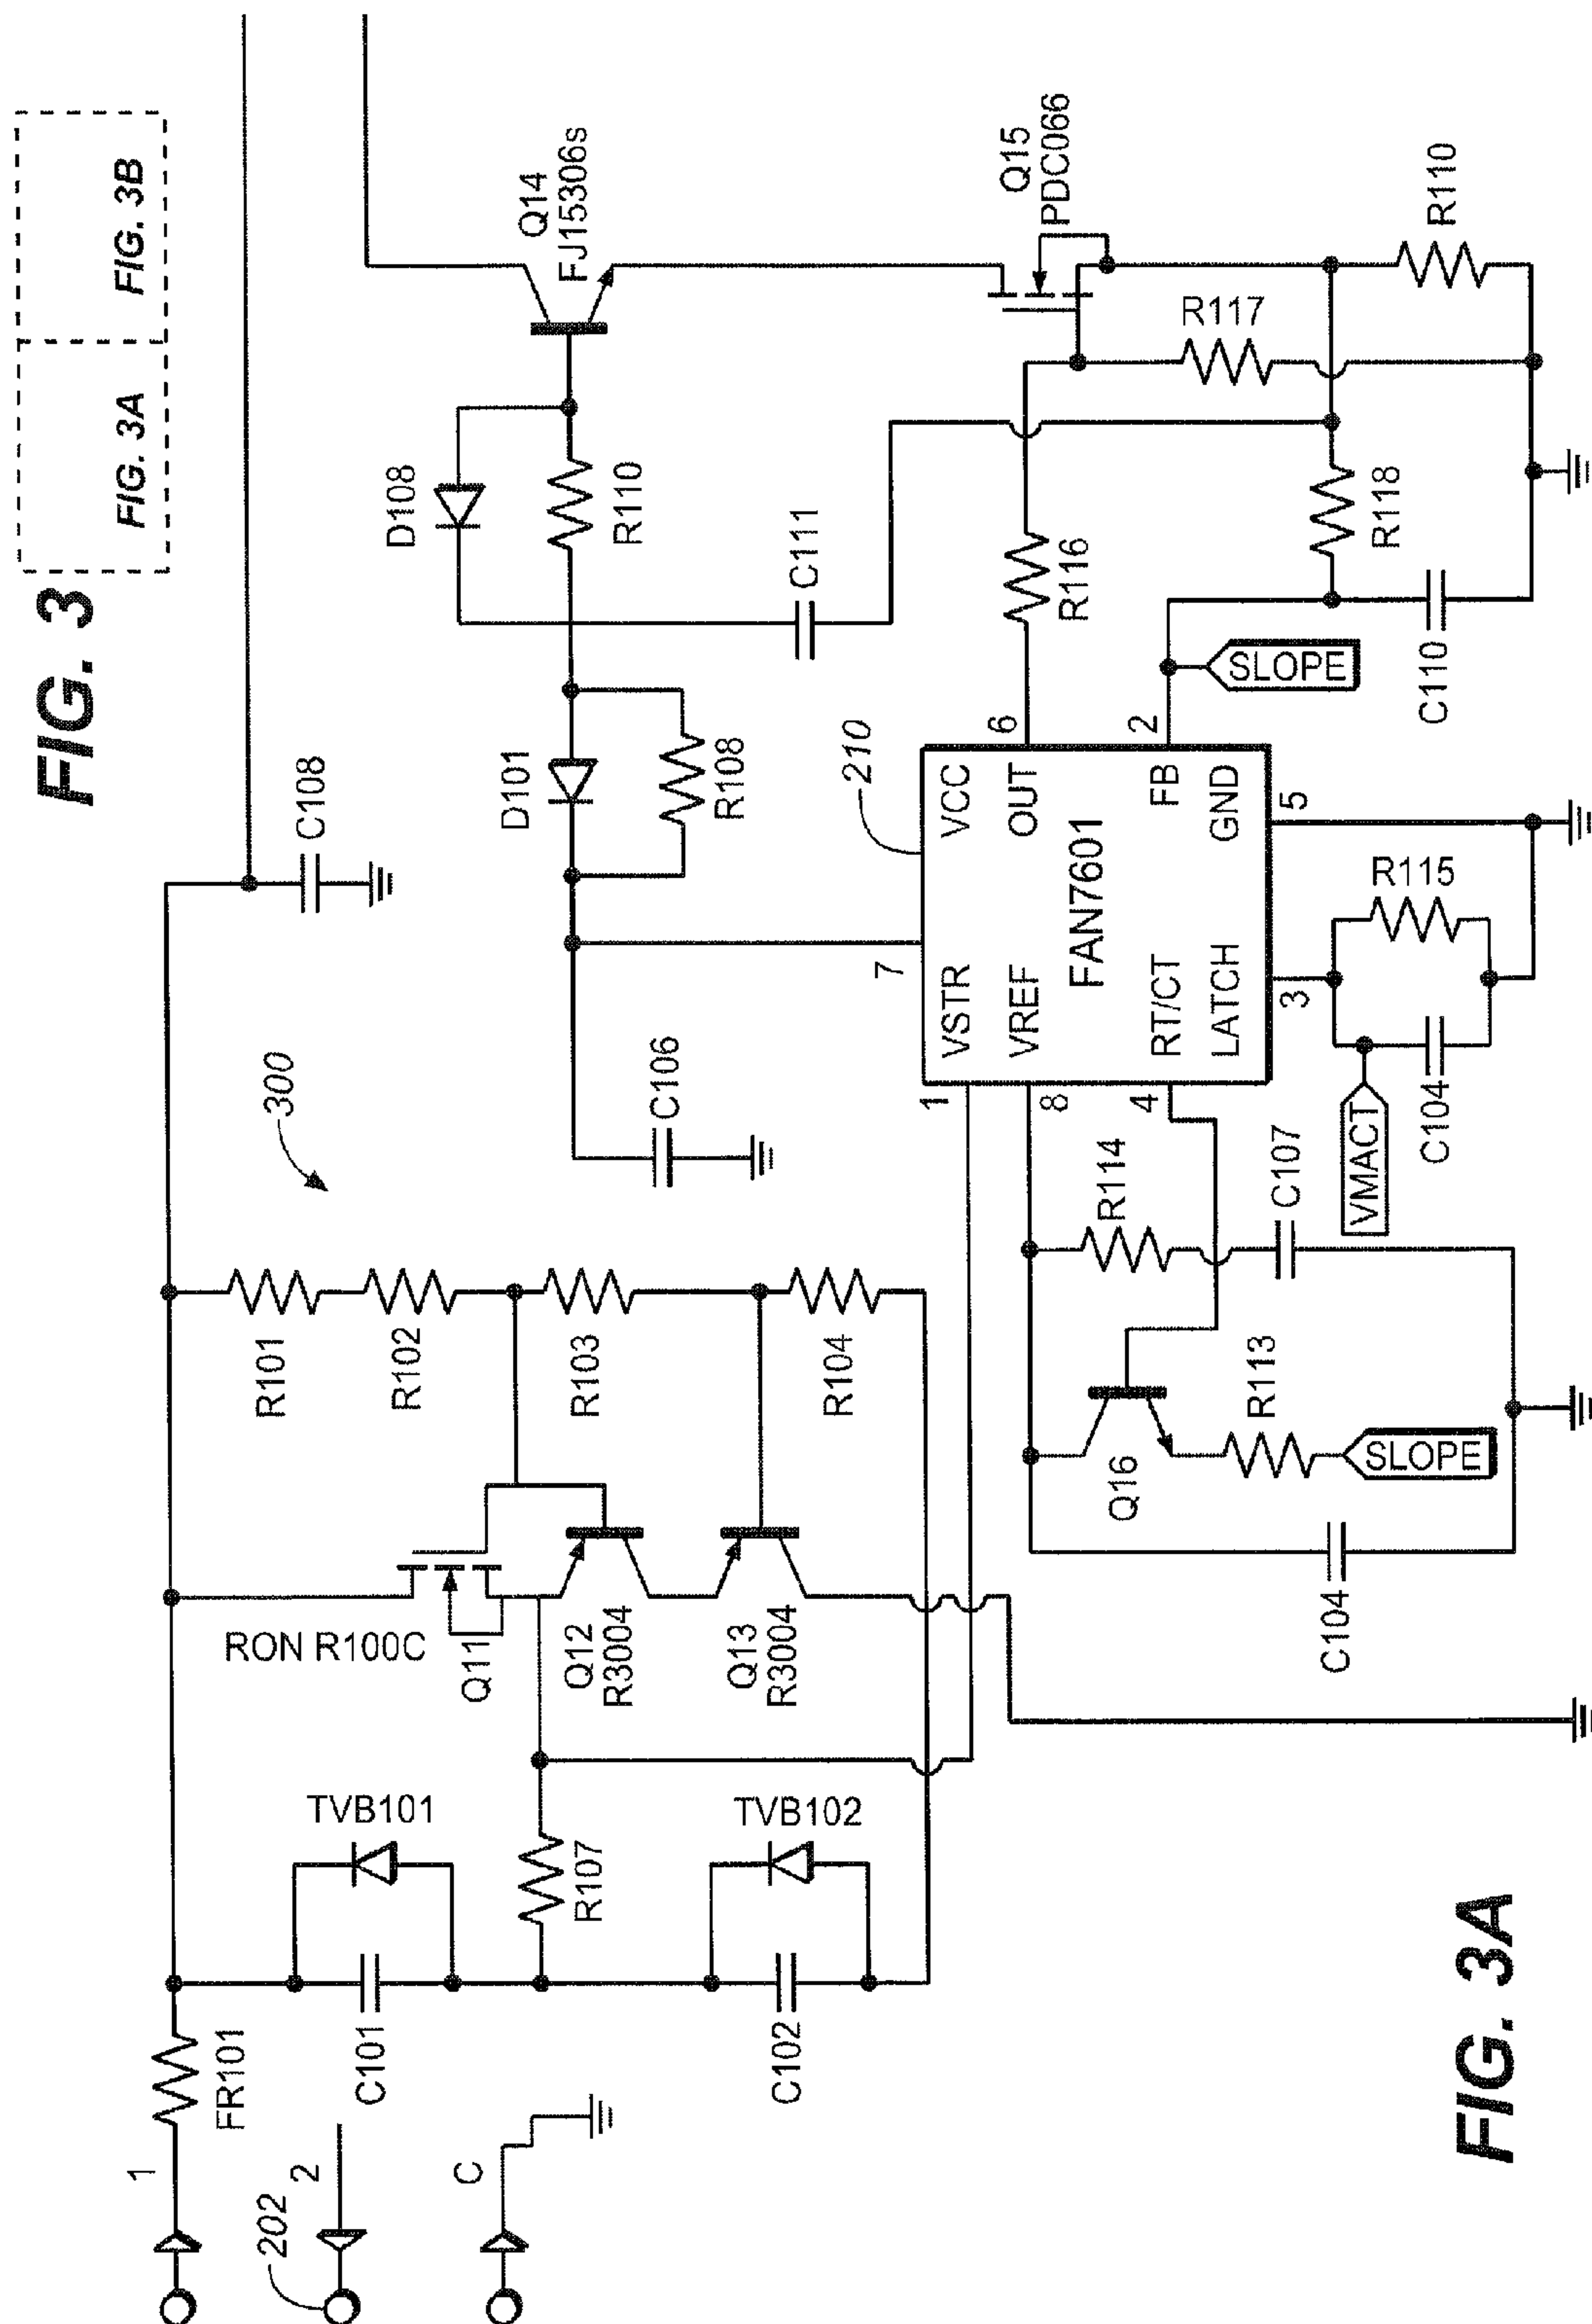 FIG. 3
FIG. 3A
FIG. 3B
1
FR101
202
2
C
C101
TVB101
C102
TVB102
R107
RON R100C
Q11
Q12
R3004
Q13
R3004
R101
R102
R103
R104
300
C108
C106
D101
R108
D108
R110
C111
Q14
FJ15306s
Q15
PDC066
R117
R110
R116
R118
C110
SLOPE
210
7
6
2
1
8
4
3
5
VSTR
VCC
VREF
OUT
FAN7601
RT/CT
FB
LATCH
GND
R114
C107
Q16
R113
SLOPE
C104
VMACT
C104
R115
FIG. 3A